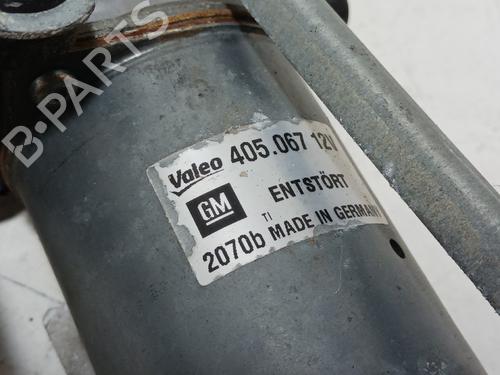 B-PARTS
Valeo 405.067 12V
GM ENTSTÖRT
2070b TI MADE IN GERMANY